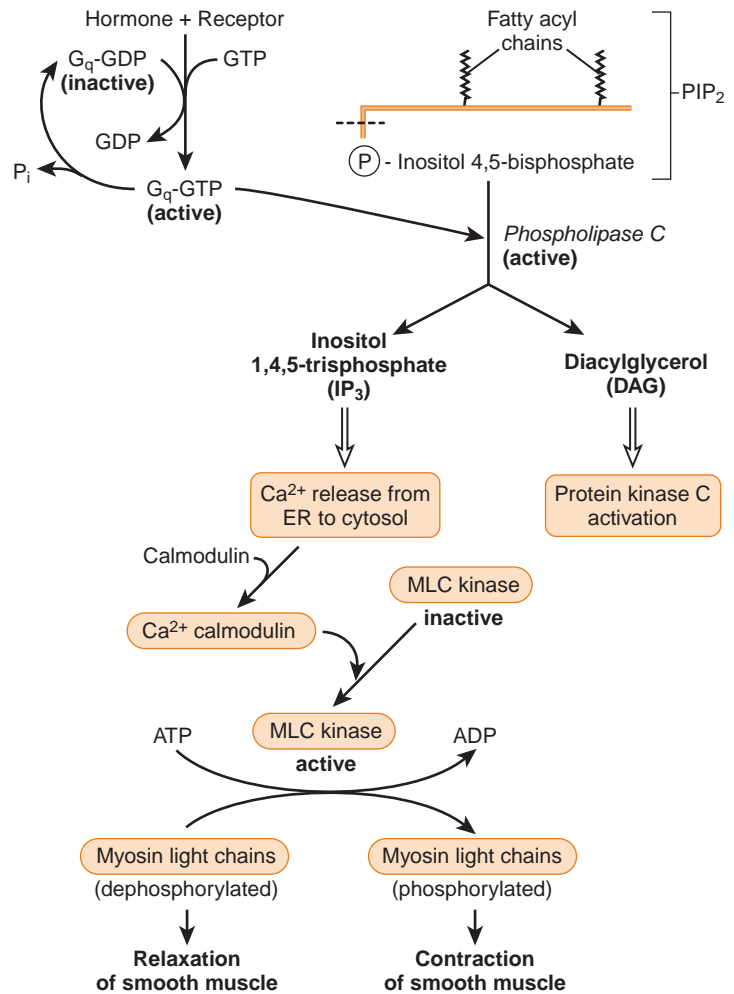 Hormone + Receptor
Gq-GDP
(inactive)
GTP
GDP
Pi
Gq-GTP
(active)
Fatty acyl
chains
PIP2
P - Inositol 4,5-bisphosphate
Phospholipase C
(active)
Inositol
1,4,5-trisphosphate
(IP3)
Diacylglycerol
(DAG)
Ca2+ release from
ER to cytosol
Protein kinase C
activation
Calmodulin
MLC kinase
inactive
Ca2+ calmodulin
MLC kinase
active
ATP
ADP
Myosin light chains
(dephosphorylated)
Myosin light chains
(phosphorylated)
Relaxation
of smooth muscle
Contraction
of smooth muscle